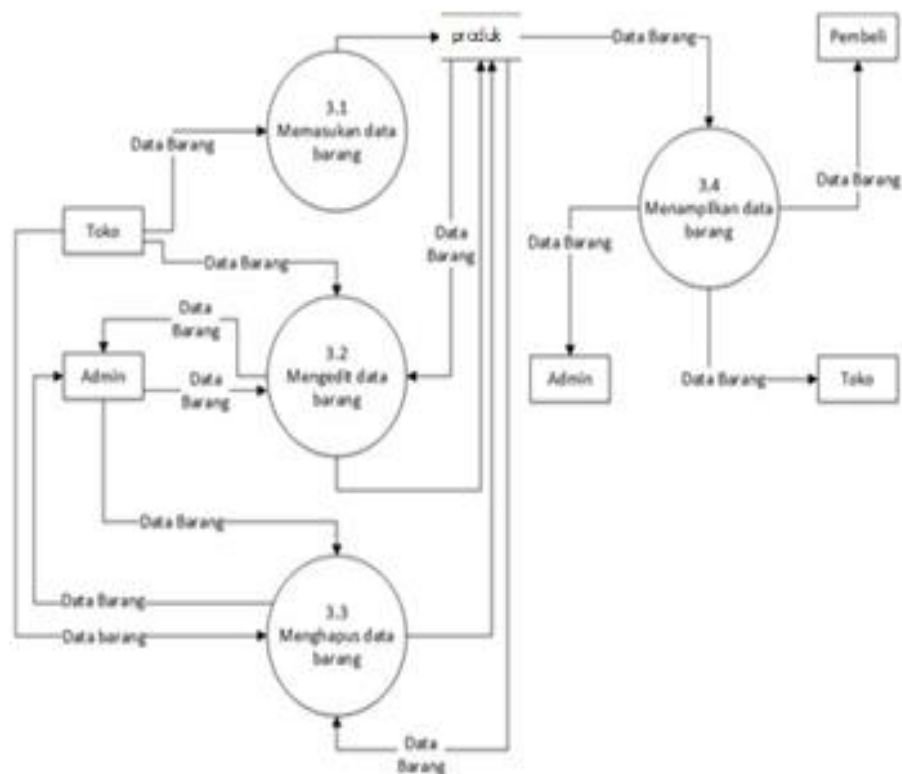 produk
Data Barang
Pembeli
3.1
Memasukan data
barang
Data Barang
3.4
Menampilkan data
barang
Data Barang
Toko
Data
Barang
Data Barang
Data Barang
Data
Barang
3.2
Mengedit data
barang
Admin
Data
Barang
Admin
Data Barang
Toko
Data Barang
Data Barang
3.3
Menghapus data
barang
Data barang
Data
Barang